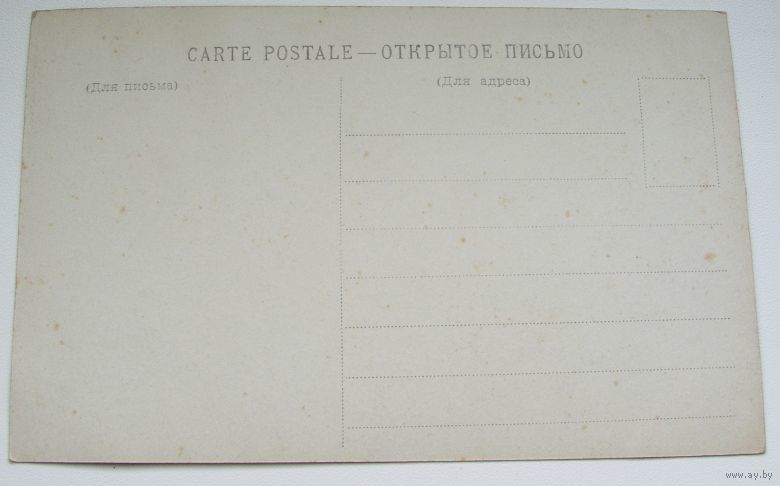 CARTE POSTALE — ОТКРЫТОЕ ПИСЬМО
(Для письма)
(Для адреса)
www.ay.by